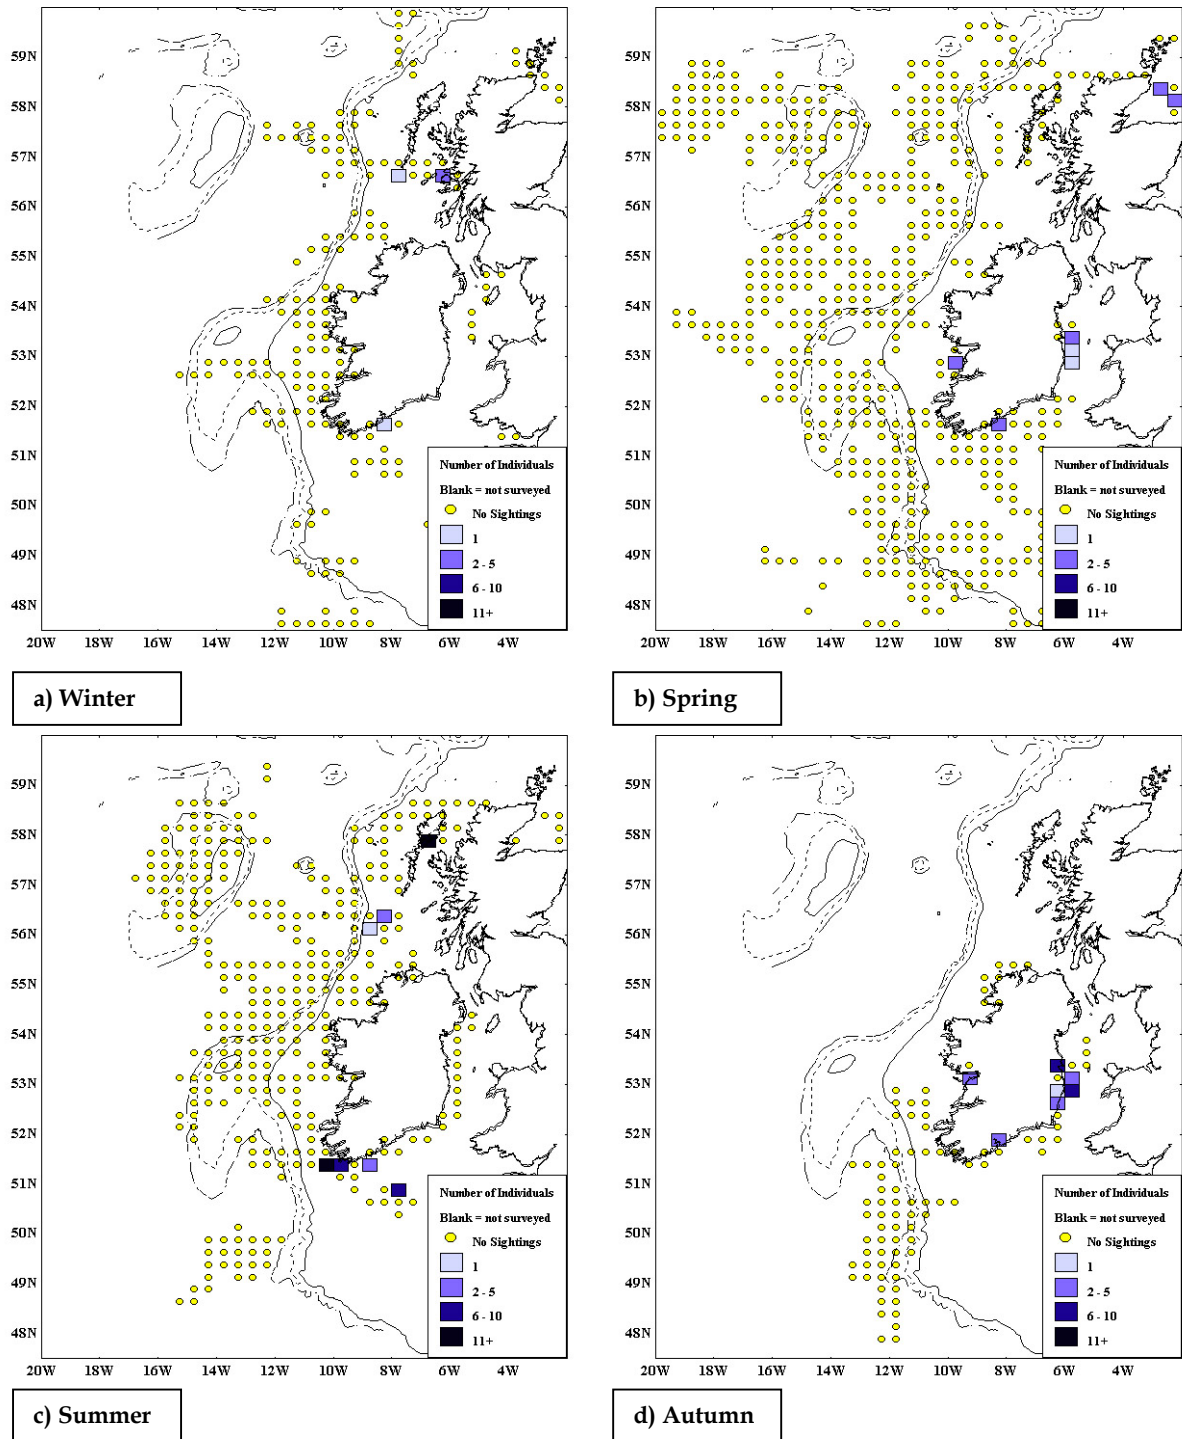 59N
58N
57N
56N
55N
54N
53N
52N
51N
50N
49N
48N
20W 16W 14W 12W 10W 8W 6W 4W
Number of Individuals
Blank = not surveyed
No Sightings
1
2 - 5
6 - 10
11+
a) Winter
59N
58N
57N
56N
55N
54N
53N
52N
51N
50N
49N
48N
20W 16W 14W 12W 10W 8W 6W 4W
Number of Individuals
Blank = not surveyed
No Sightings
1
2 - 5
6 - 10
11+
b) Spring
59N
58N
57N
56N
55N
54N
53N
52N
51N
50N
49N
48N
20W 16W 14W 12W 10W 8W 6W 4W
Number of Individuals
Blank = not surveyed
No Sightings
1
2 - 5
6 - 10
11+
c) Summer
59N
58N
57N
56N
55N
54N
53N
52N
51N
50N
49N
48N
20W 16W 14W 12W 10W 8W 6W 4W
Number of Individuals
Blank = not surveyed
No Sightings
1
2 - 5
6 - 10
11+
d) Autumn